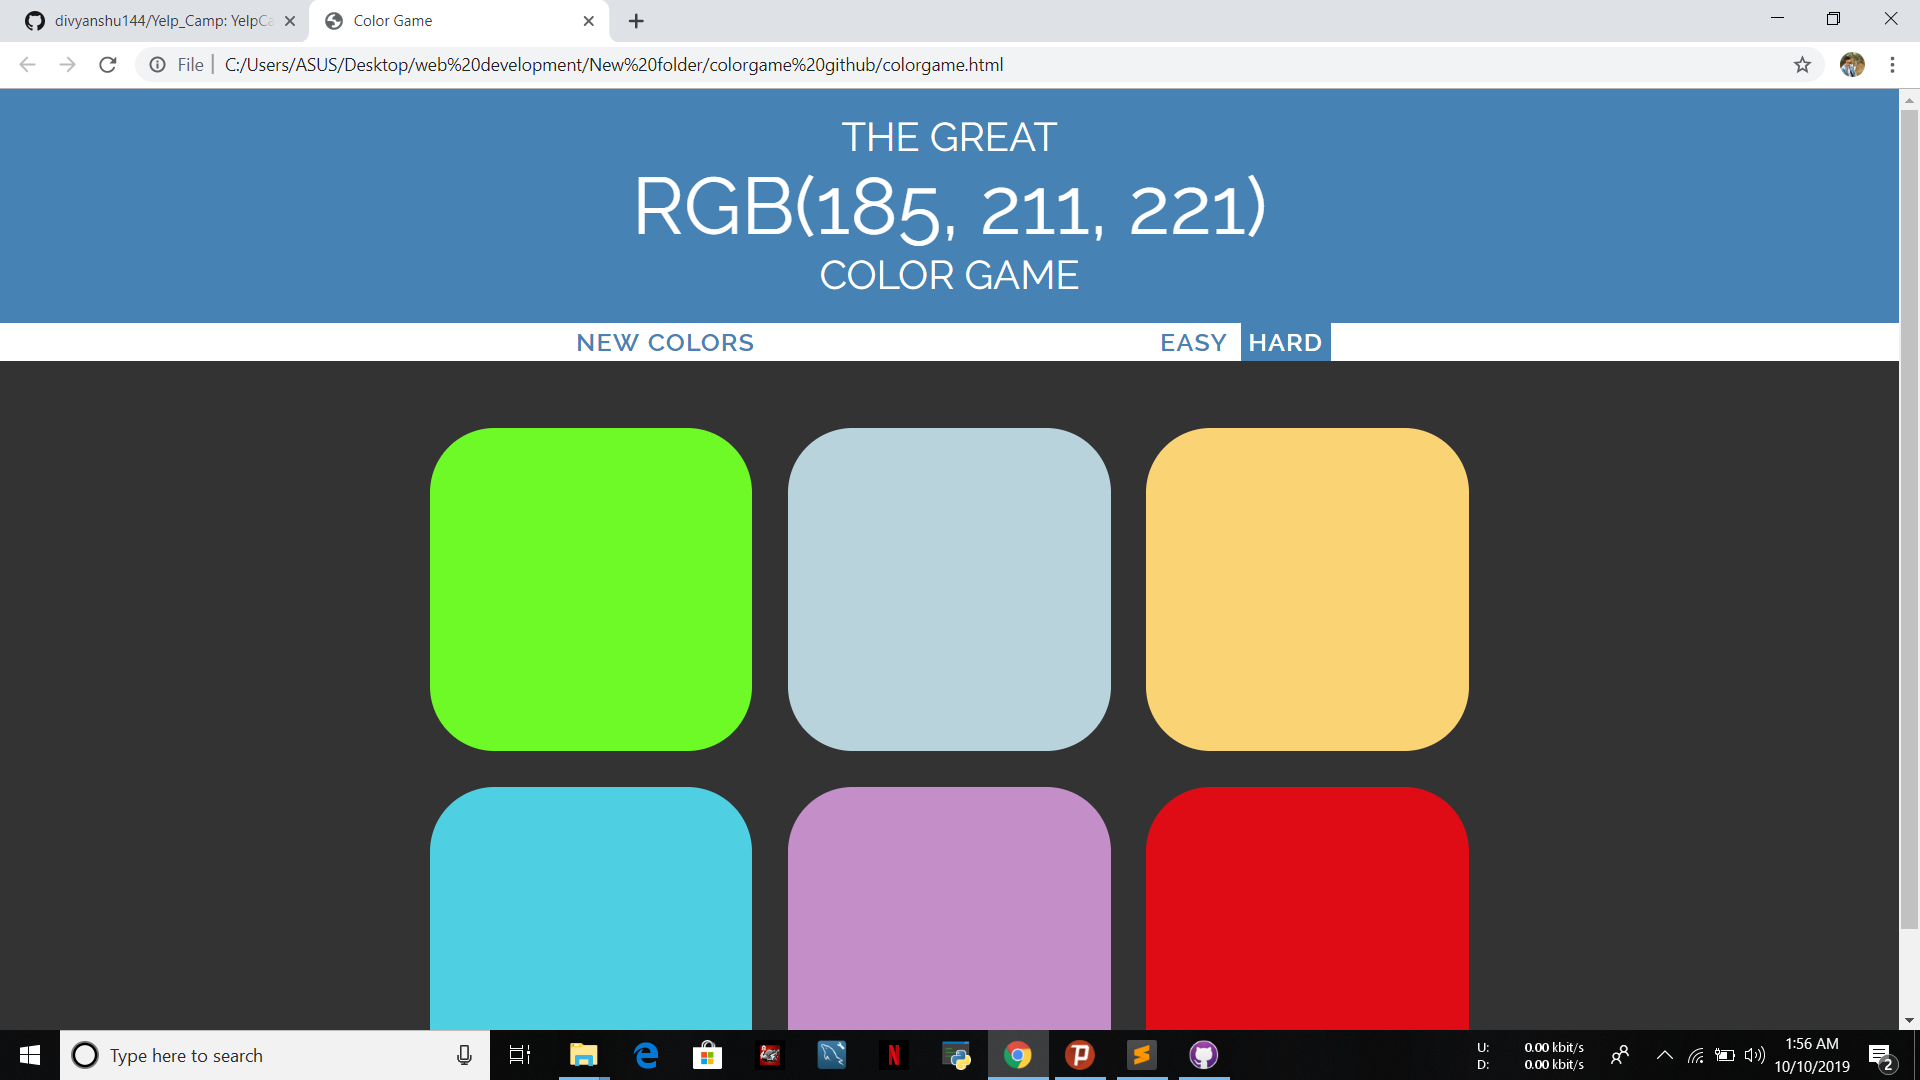 divyanshu144/Yelp_Camp: YelpCa
Color Game
File
C:/Users/ASUS/Desktop/web%20development/New%20folder/colorgame%20github/colorgame.html
THE GREAT
RGB(185, 211, 221)
COLOR GAME
NEW COLORS
EASY
HARD
Type here to search
N
P
S
U: 0.00 kbit/s
D: 0.00 kbit/s
1:56 AM
10/10/2019
2